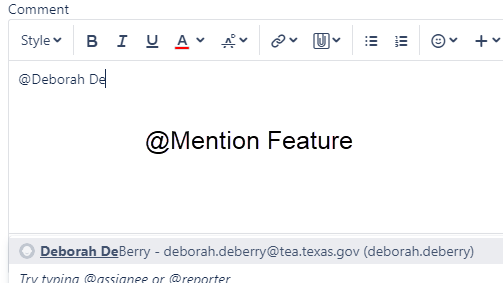 Comment
Style B I U A
@Deborah De
@Mention Feature
Deborah DeBerry - deborah.deberry@tea.texas.gov (deborah.deberry)
Try typing @assignee or @reporter